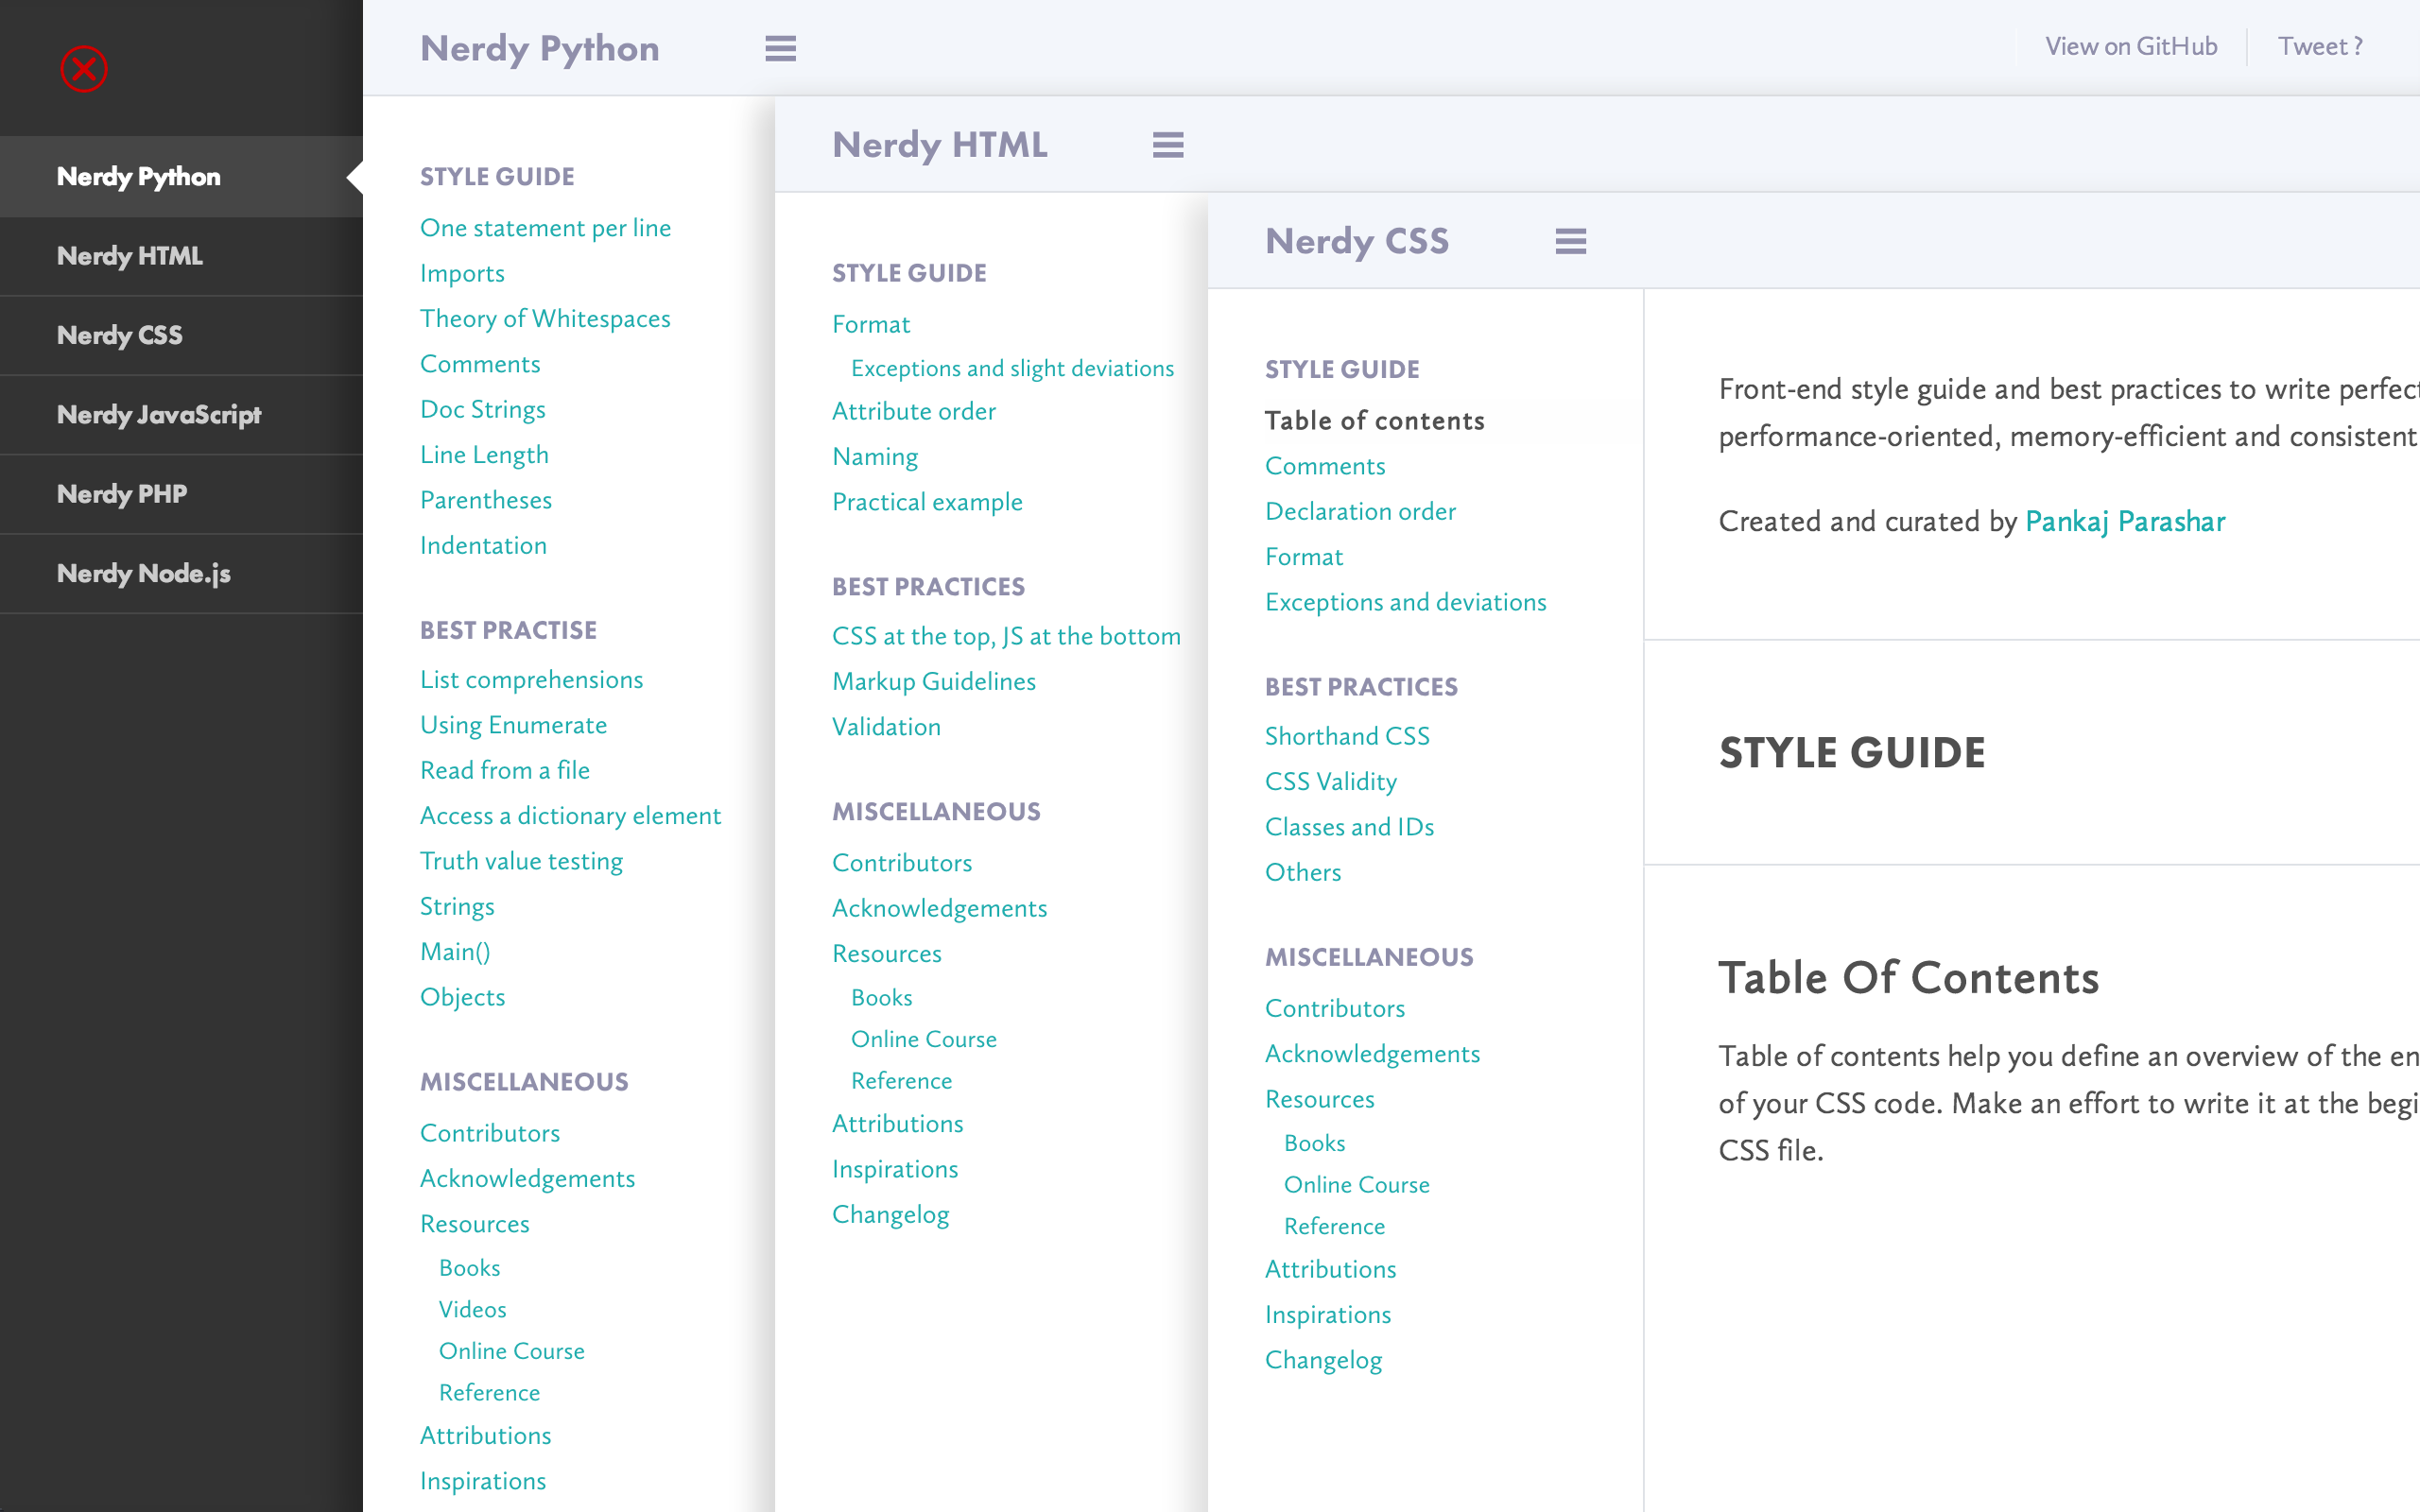 Nerdy Python
Nerdy HTML
Nerdy CSS
Nerdy JavaScript
Nerdy PHP
Nerdy Node.js
Nerdy Python
View on GitHub
Tweet ?
STYLE GUIDE
One statement per line
Imports
Theory of Whitespaces
Comments
Doc Strings
Line Length
Parentheses
Indentation
BEST PRACTISE
List comprehensions
Using Enumerate
Read from a file
Access a dictionary element
Truth value testing
Strings
Main()
Objects
MISCELLANEOUS
Contributors
Acknowledgements
Resources
Books
Videos
Online Course
Reference
Attributions
Inspirations
Nerdy HTML
STYLE GUIDE
Format
Exceptions and slight deviations
Attribute order
Naming
Practical example
BEST PRACTICES
CSS at the top, JS at the bottom
Markup Guidelines
Validation
MISCELLANEOUS
Contributors
Acknowledgements
Resources
Books
Online Course
Reference
Attributions
Inspirations
Changelog
Nerdy CSS
STYLE GUIDE
Table of contents
Comments
Declaration order
Format
Exceptions and deviations
BEST PRACTICES
Shorthand CSS
CSS Validity
Classes and IDs
Others
MISCELLANEOUS
Contributors
Acknowledgements
Resources
Books
Online Course
Reference
Attributions
Inspirations
Changelog
Front-end style guide and best practices to write perfect
performance-oriented, memory-efficient and consistent
Created and curated by Pankaj Parashar
STYLE GUIDE
Table Of Contents
Table of contents help you define an overview of the en
of your CSS code. Make an effort to write it at the begi
CSS file.